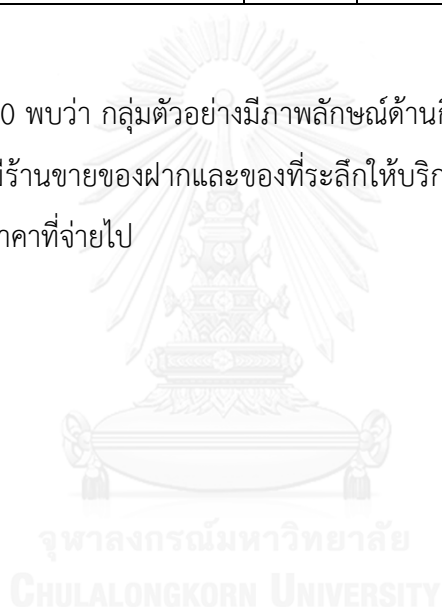 0 พบว่า กลุ่มตัวอย่างมีภาพลักษณ์ด้าน
ร้านขายของฝากและของที่ระลึกให้บริก
าคาที่จ่ายไป
จุฬาลงกรณ์มหาวิทยาลัย
CHULALONGKORN UNIVERSITY